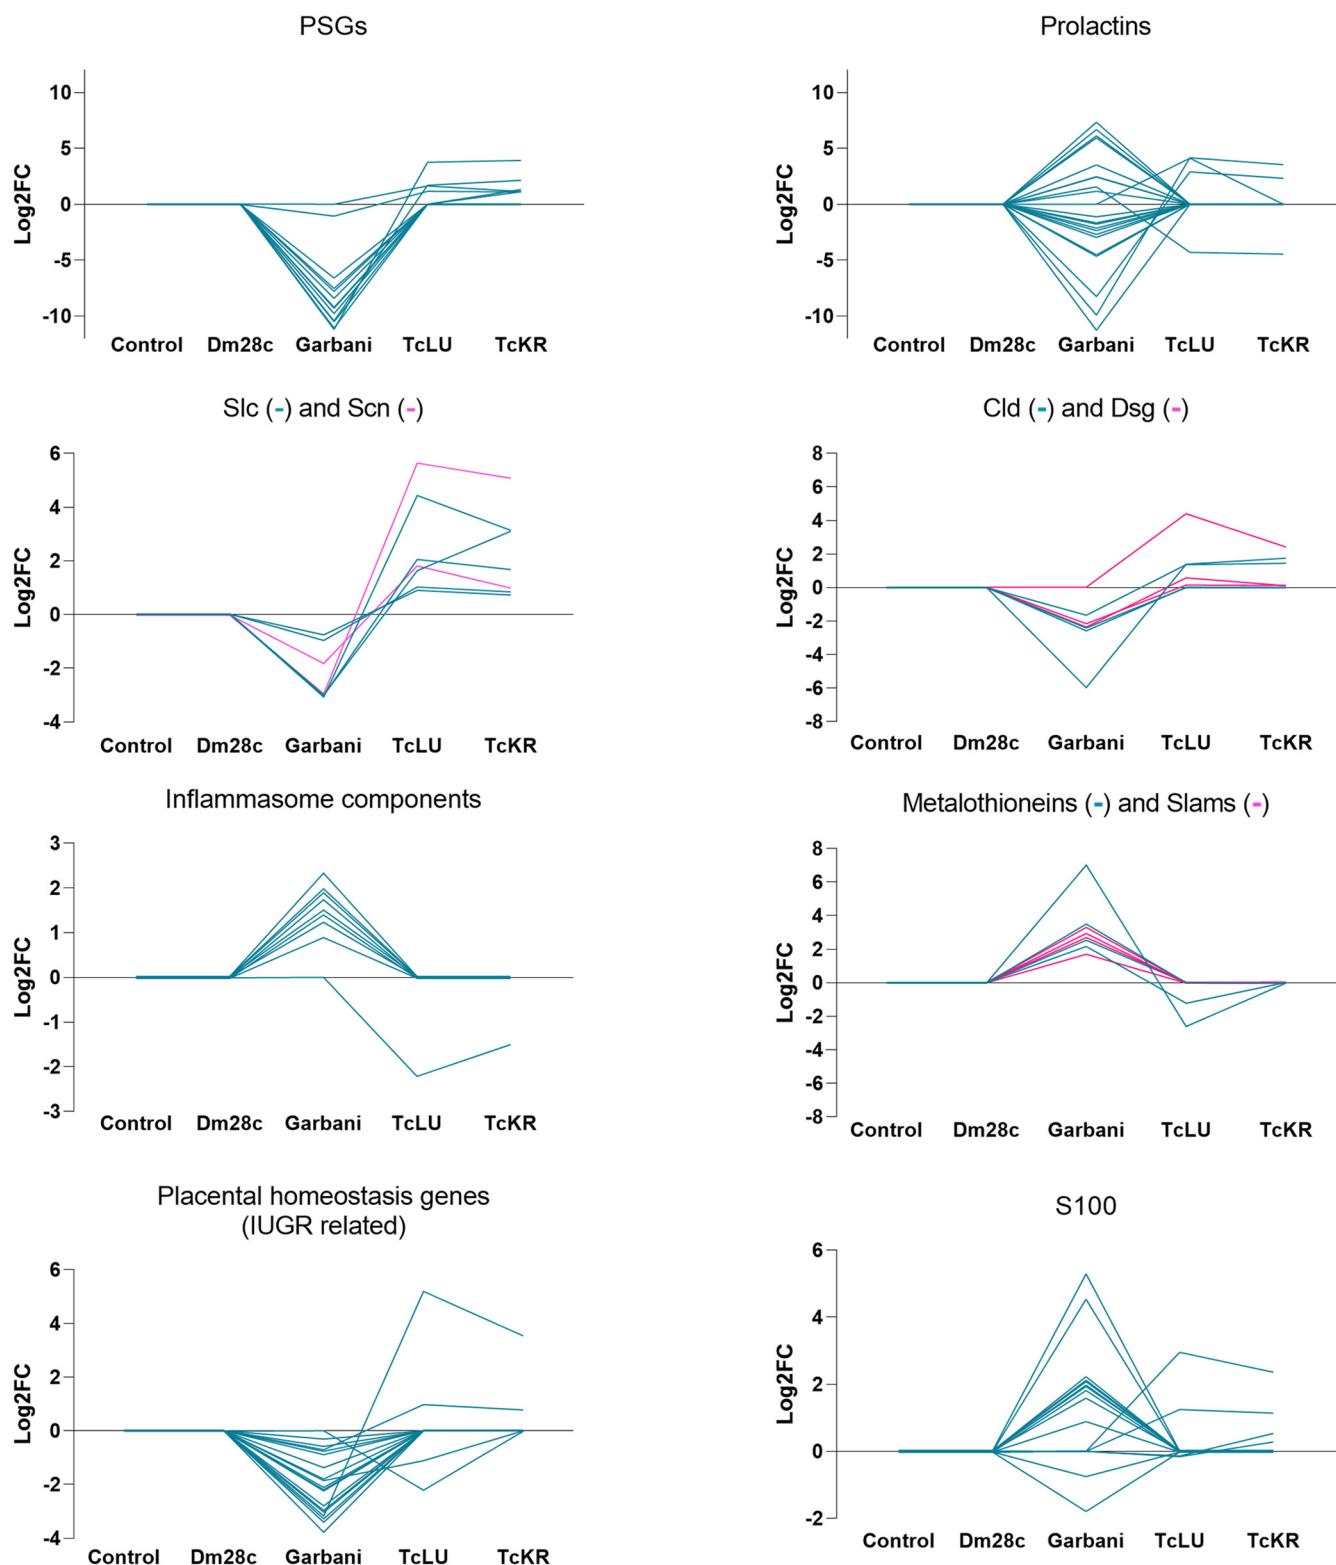 PSGs
10
5
0
-5
-10
Log2FC
Control Dm28c Garbani TcLU TcKR
Prolactins
10
5
0
-5
-10
Log2FC
Control Dm28c Garbani TcLU TcKR
Slc (-) and Scn (-)
6
4
2
0
-2
-4
Log2FC
Control Dm28c Garbani TcLU TcKR
Cld (-) and Dsg (-)
8
6
4
2
0
-2
-4
-6
-8
Log2FC
Control Dm28c Garbani TcLU TcKR
Inflammasome components
3
2
1
0
-1
-2
-3
Log2FC
Control Dm28c Garbani TcLU TcKR
Metalothioneins (-) and Slams (-)
8
6
4
2
0
-2
-4
-6
-8
Log2FC
Control Dm28c Garbani TcLU TcKR
Placental homeostasis genes
(IUGR related)
6
4
2
0
-2
-4
Log2FC
Control Dm28c Garbani TcLU TcKR
S100
6
4
2
0
-2
Log2FC
Control Dm28c Garbani TcLU TcKR